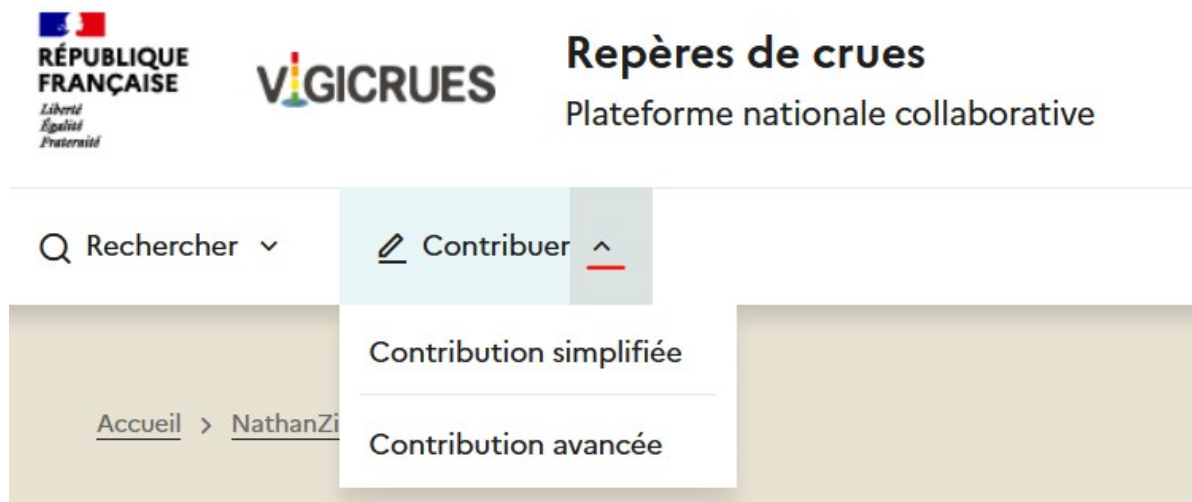 RÉPUBLIQUE
FRANÇAISE
Liberté
Égalité
Fraternité
VIGICRUES
Repères de crues
Plateforme nationale collaborative
Rechercher
Contribuer
Contribution simplifiée
Accueil > NathanZi
Contribution avancée